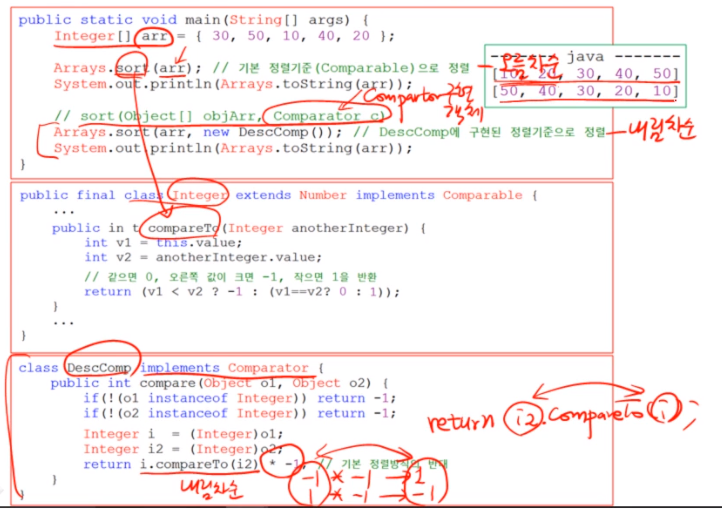 public static void main(String[] args) {
Integer[] arr = { 30, 50, 10, 40, 20 };
Arrays.sort(arr); // 기본 정렬기준(Comparable)으로 정렬
오름차순
System.out.println(Arrays.toString(arr));
------- java -------
[10, 20, 30, 40, 50]
[50, 40, 30, 20, 10]
Comparator 구현
객체
// sort(Object[] objArr, Comparator c)
Arrays.sort(arr, new DescComp()); // DescComp에 구현된 정렬기준으로 정렬
내림차순
System.out.println(Arrays.toString(arr));
}
public final class Integer extends Number implements Comparable {
...
public in t compareTo(Integer anotherInteger) {
int v1 = this.value;
int v2 = anotherInteger.value;
// 같으면 0, 오른쪽 값이 크면 -1, 작으면 1을 반환
return (v1 < v2 ? -1 : (v1==v2? 0 : 1));
}
...
}
class DescComp implements Comparator {
public int compare(Object o1, Object o2) {
if(!(o1 instanceof Integer)) return -1;
if(!(o2 instanceof Integer)) return -1;
Integer i = (Integer)o1;
Integer i2 = (Integer)o2;
return i.compareTo(i2) * -1; // 기본 정렬방식의 반대
내림차순
}
}
return i2.compareTo(i);
-1 * -1 → 1
1 * -1 → -1